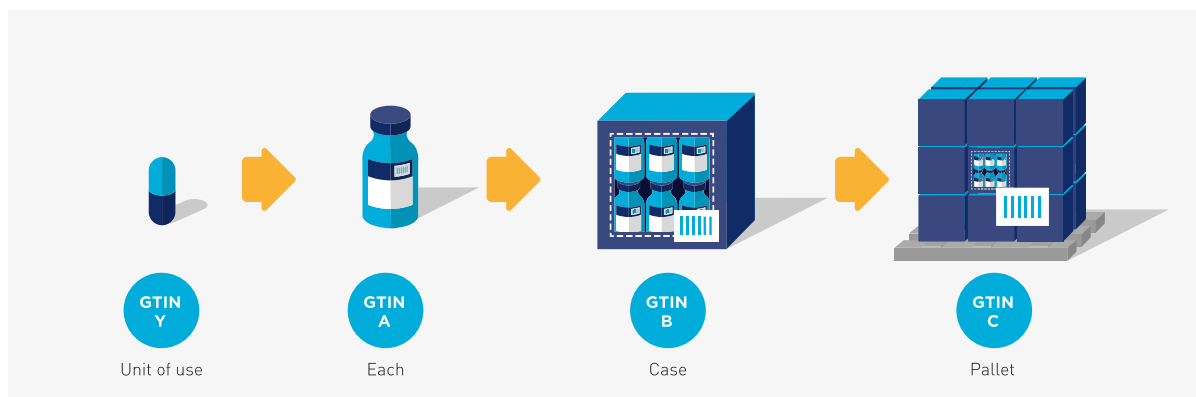 GTIN
Y
GTIN
A
GTIN
B
GTIN
C
Unit of use
Each
Case
Pallet